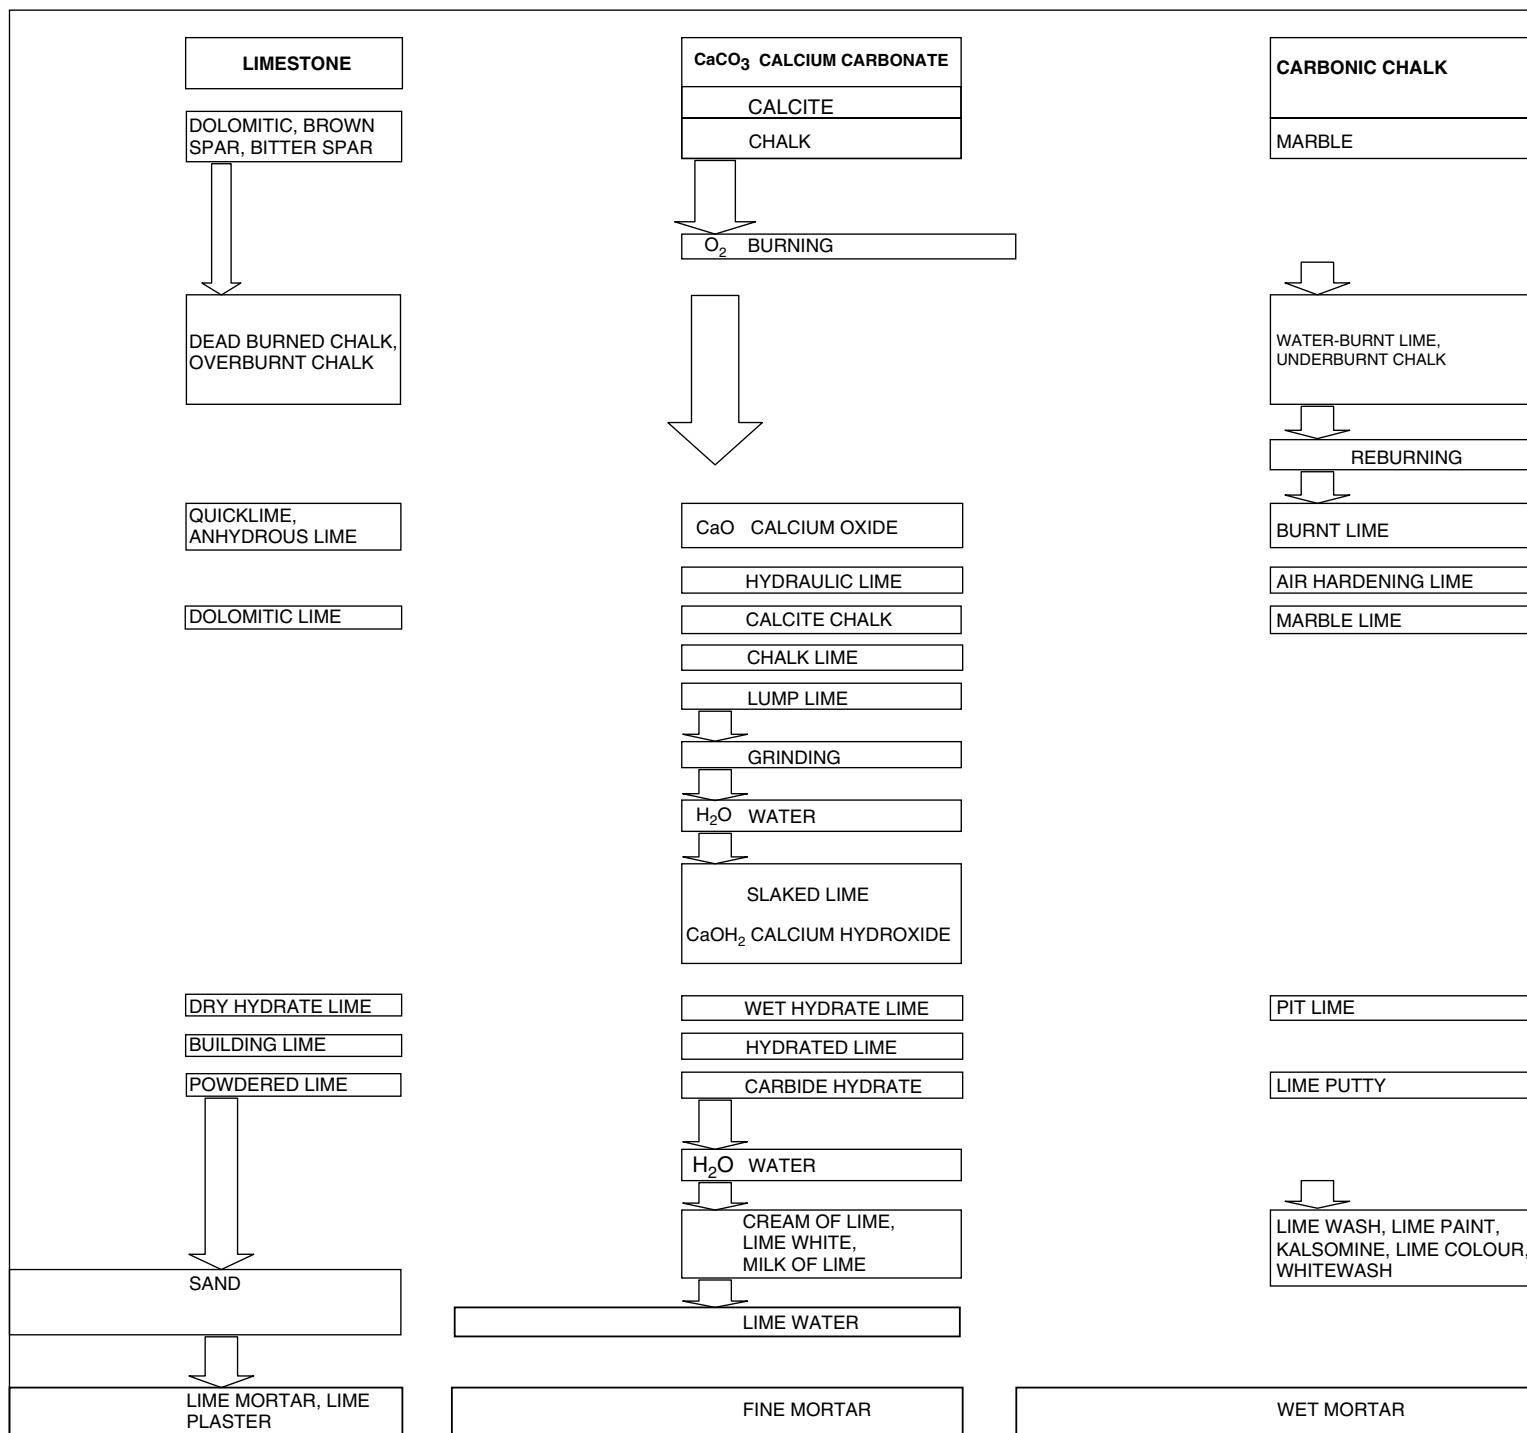 LIMESTONE
CaCO₃ CALCIUM CARBONATE
CARBONIC CHALK
CALCITE
DOLOMITIC, BROWN
SPAR, BITTER SPAR
CHALK
MARBLE
O₂ BURNING
DEAD BURNED CHALK,
OVERBURNT CHALK
WATER-BURNT LIME,
UNDERBURNT CHALK
REBURNING
QUICKLIME,
ANHYDROUS LIME
CaO CALCIUM OXIDE
BURNT LIME
HYDRAULIC LIME
AIR HARDENING LIME
DOLOMITIC LIME
CALCITE CHALK
MARBLE LIME
CHALK LIME
LUMP LIME
GRINDING
H₂O WATER
SLAKED LIME
CaOH₂ CALCIUM HYDROXIDE
DRY HYDRATE LIME
WET HYDRATE LIME
PIT LIME
BUILDING LIME
HYDRATED LIME
POWDERED LIME
CARBIDE HYDRATE
LIME PUTTY
H₂O WATER
CREAM OF LIME,
LIME WHITE,
MILK OF LIME
LIME WASH, LIME PAINT,
KALSOMINE, LIME COLOUR,
WHITEWASH
SAND
LIME WATER
LIME MORTAR, LIME
PLASTER
FINE MORTAR
WET MORTAR